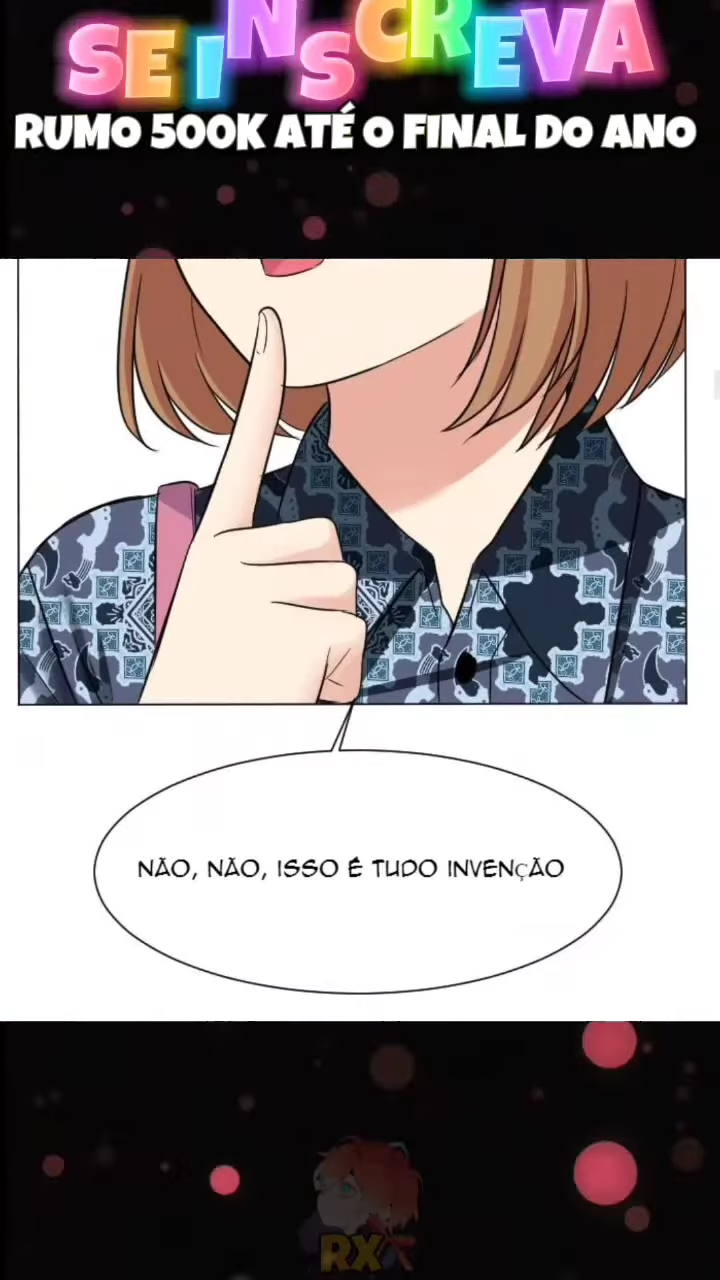 SE INSCREVA
RUMO 500K ATÉ O FINAL DO ANO
NÃO, NÃO, ISSO É TUDO INVENÇÃO
RX